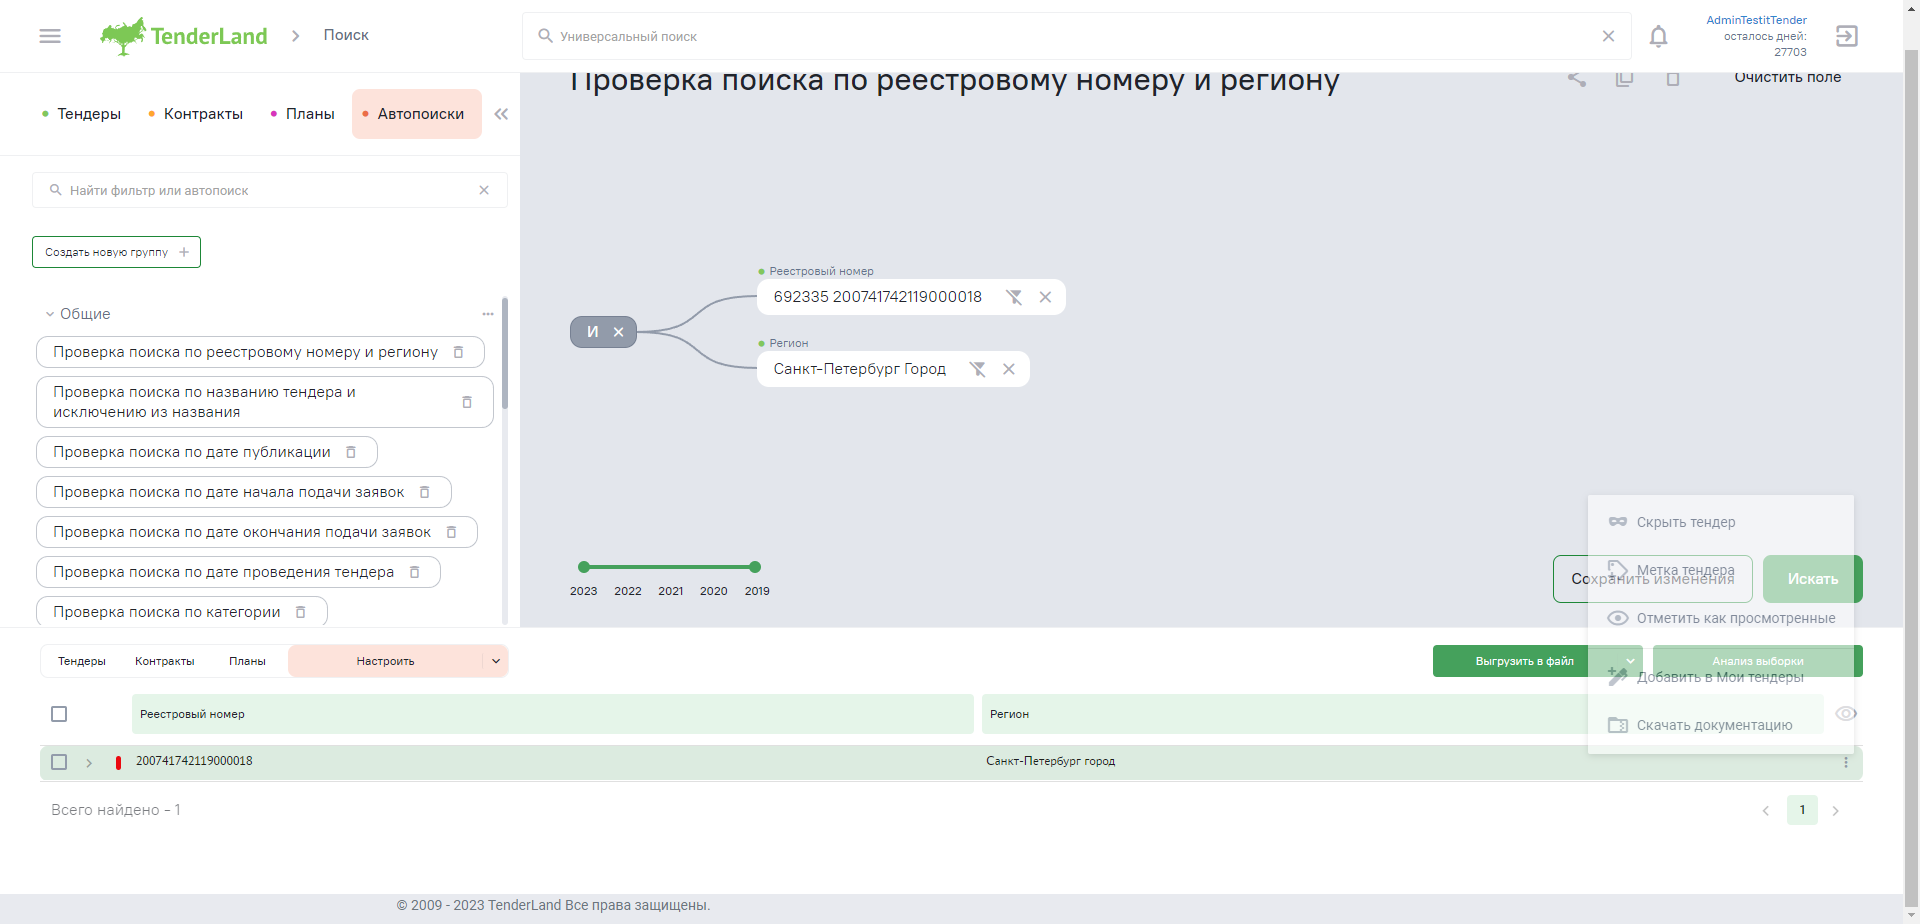 TenderLand
Поиск
Универсальный поиск
AdminTestitTender
осталось дней:
27703
Тендеры
Контракты
Планы
Автопоиски
Проверка поиска по реестровому номеру и региону
Очистить поле
Найти фильтр или автопоиск
Создать новую группу
Общие
Проверка поиска по реестровому номеру и региону
Проверка поиска по названию тендера и
исключению из названия
Проверка поиска по дате публикации
Проверка поиска по дате начала подачи заявок
Проверка поиска по дате окончания подачи заявок
Проверка поиска по дате проведения тендера
Проверка поиска по категории
И
Реестровый номер
692335 200741742119000018
Регион
Санкт-Петербург Город
2023 2022 2021 2020 2019
Сохранить изменения
Искать
Скрыть тендер
Метка тендера
Отметить как просмотренные
Добавить в Мои тендеры
Скачать документацию
Тендеры
Контракты
Планы
Настроить
Выгрузить в файл
Анализ выборки
Реестровый номер
Регион
200741742119000018
Санкт-Петербург город
Всего найдено - 1
1
© 2009 - 2023 TenderLand Все права защищены.